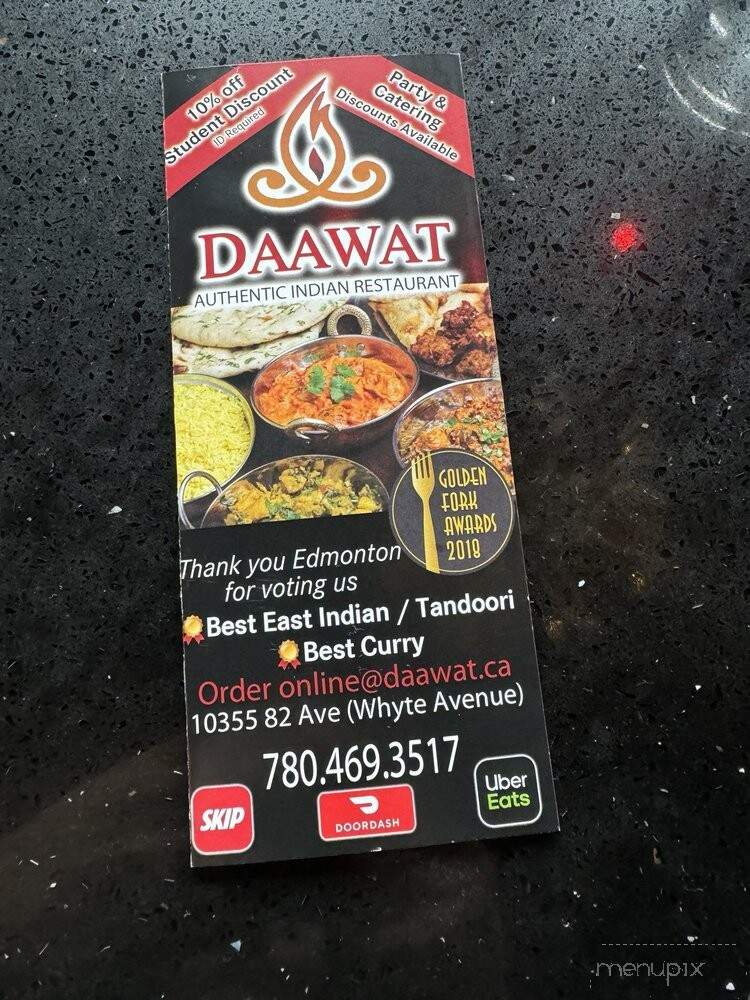 10% off
Student Discount
ID Required
Party &
Catering
Discounts Available
DAAWAT
AUTHENTIC INDIAN RESTAURANT
GOLDEN
FORK
AWARDS
2018
Thank you Edmonton
for voting us
Best East Indian / Tandoori
Best Curry
Order online@daawat.ca
10355 82 Ave (Whyte Avenue)
780.469.3517
SKIP
DOORDASH
Uber
Eats
menupix